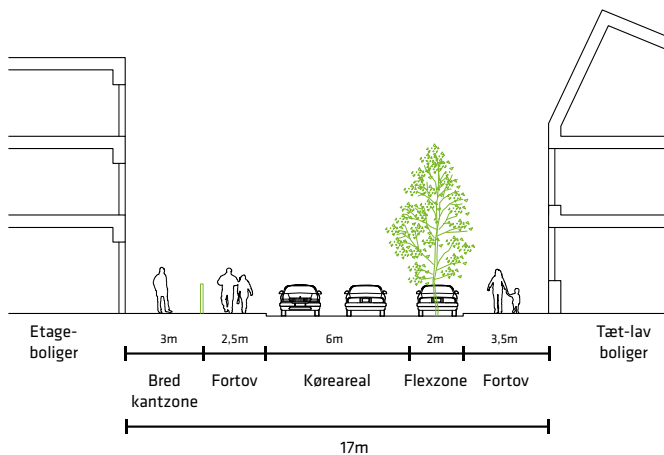 Etage-
boliger
3m
2,5m
6m
2m
3,5m
Tæt-lav
boliger
Bred
kantzone
Fortov
Køreareal
Flexzone
Fortov
17m